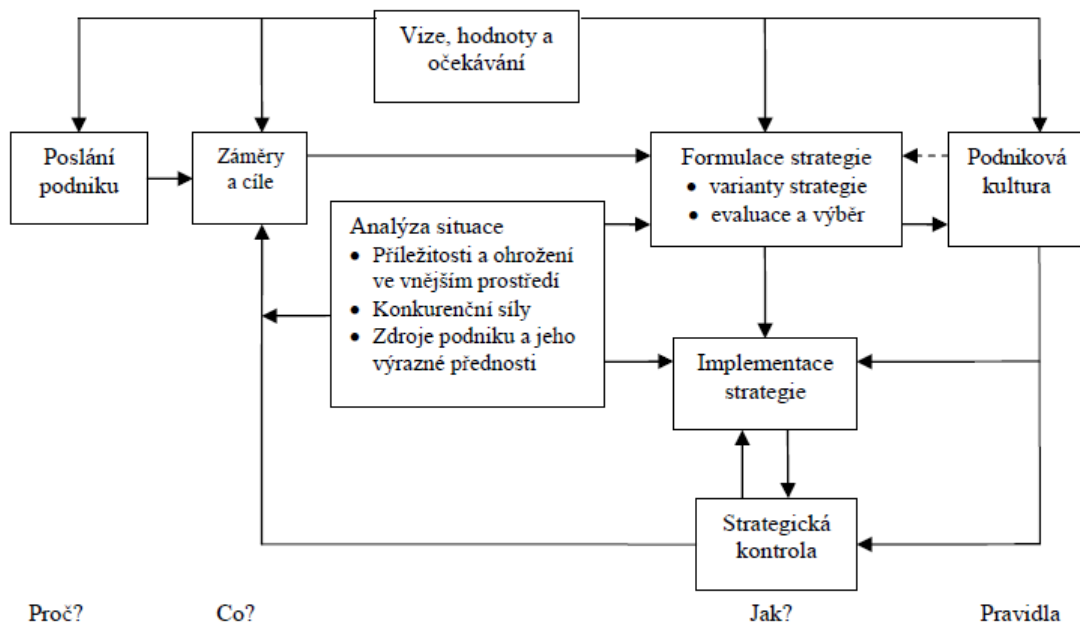 Vize, hodnoty a
očekávání
Poslání
podniku
Záměry
a cíle
Formulace strategie
• varianty strategie
• evaluace a výběr
Podniková
kultura
Analýza situace
• Příležitosti a ohrožení
ve vnějším prostředí
• Konkurenční síly
• Zdroje podniku a jeho
výrazné přednosti
Implementace
strategie
Strategická
kontrola
Proč?
Co?
Jak?
Pravidla